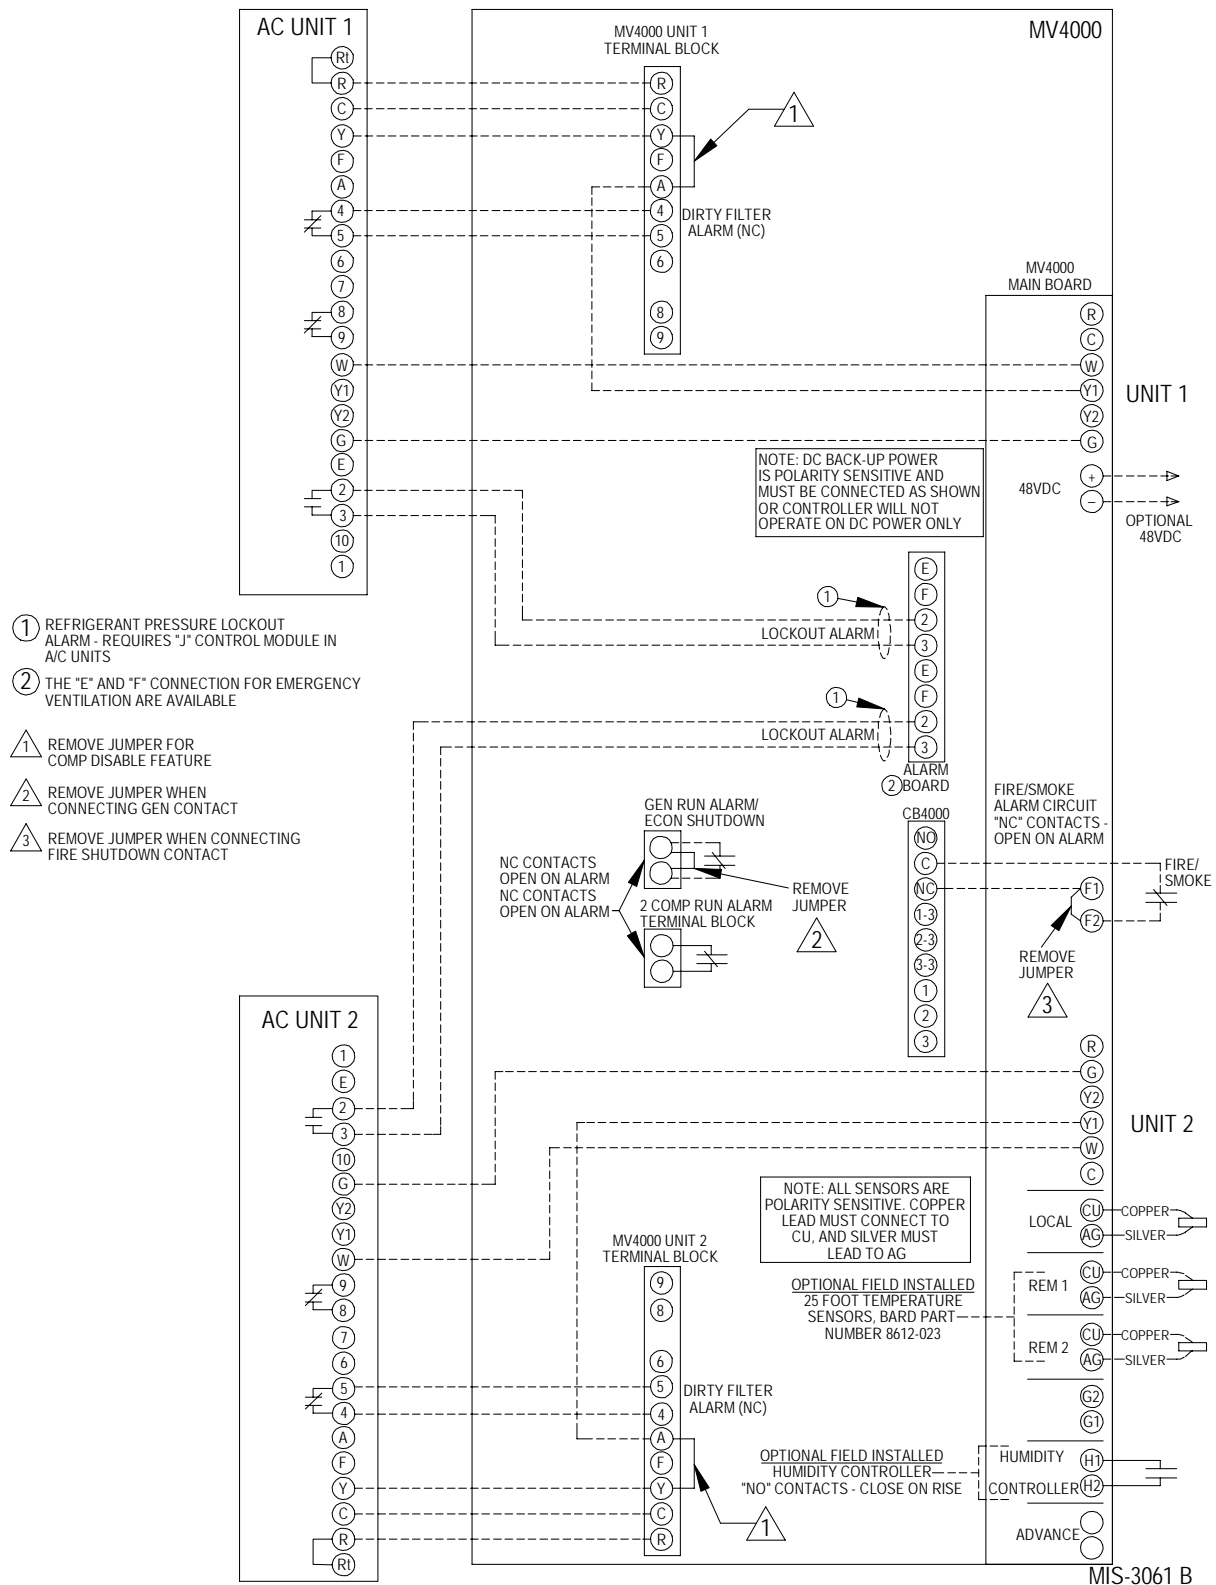 AC UNIT 1
Rt
R
C
Y
F
A
4
5
6
7
8
9
W
Y1
Y2
G
E
2
3
10
1
MV4000
MV4000 UNIT 1
TERMINAL BLOCK
R
C
Y
F
A
4
5
6
8
9
1
DIRTY FILTER
ALARM (NC)
MV4000
MAIN BOARD
R
C
W
Y1
Y2
G
UNIT 1
48VDC
+
−
OPTIONAL
48VDC
NOTE: DC BACK-UP POWER
IS POLARITY SENSITIVE AND
MUST BE CONNECTED AS SHOWN
OR CONTROLLER WILL NOT
OPERATE ON DC POWER ONLY
1 REFRIGERANT PRESSURE LOCKOUT
ALARM - REQUIRES "J" CONTROL MODULE IN
A/C UNITS
2 THE "E" AND "F" CONNECTION FOR EMERGENCY
VENTILATION ARE AVAILABLE
1 REMOVE JUMPER FOR
COMP DISABLE FEATURE
2 REMOVE JUMPER WHEN
CONNECTING GEN CONTACT
3 REMOVE JUMPER WHEN CONNECTING
FIRE SHUTDOWN CONTACT
1
LOCKOUT ALARM
1
LOCKOUT ALARM
E
F
2
3
E
F
2
3
ALARM
2 BOARD
CB4000
NO
C
NC
1-3
2-3
3-3
1
2
3
GEN RUN ALARM/
ECON SHUTDOWN
NC CONTACTS
OPEN ON ALARM
NC CONTACTS
OPEN ON ALARM
2 COMP RUN ALARM
TERMINAL BLOCK
REMOVE
JUMPER
2
FIRE/SMOKE
ALARM CIRCUIT
"NC" CONTACTS -
OPEN ON ALARM
F1
F2
FIRE/
SMOKE
REMOVE
JUMPER
3
AC UNIT 2
1
E
2
3
10
G
Y2
Y1
W
9
8
7
6
5
4
A
F
Y
C
R
Rt
MV4000 UNIT 2
TERMINAL BLOCK
9
8
6
5
4
A
F
Y
C
R
DIRTY FILTER
ALARM (NC)
1
R
G
Y2
Y1
W
C
UNIT 2
NOTE: ALL SENSORS ARE
POLARITY SENSITIVE. COPPER
LEAD MUST CONNECT TO
CU, AND SILVER MUST
LEAD TO AG
LOCAL
CU COPPER
AG SILVER
OPTIONAL FIELD INSTALLED
25 FOOT TEMPERATURE
SENSORS, BARD PART
NUMBER 8612-023
REM 1
CU COPPER
AG SILVER
REM 2
CU COPPER
AG SILVER
G2
G1
OPTIONAL FIELD INSTALLED
HUMIDITY CONTROLLER
"NO" CONTACTS - CLOSE ON RISE
HUMIDITY H1
CONTROLLER H2
ADVANCE
MIS-3061 B